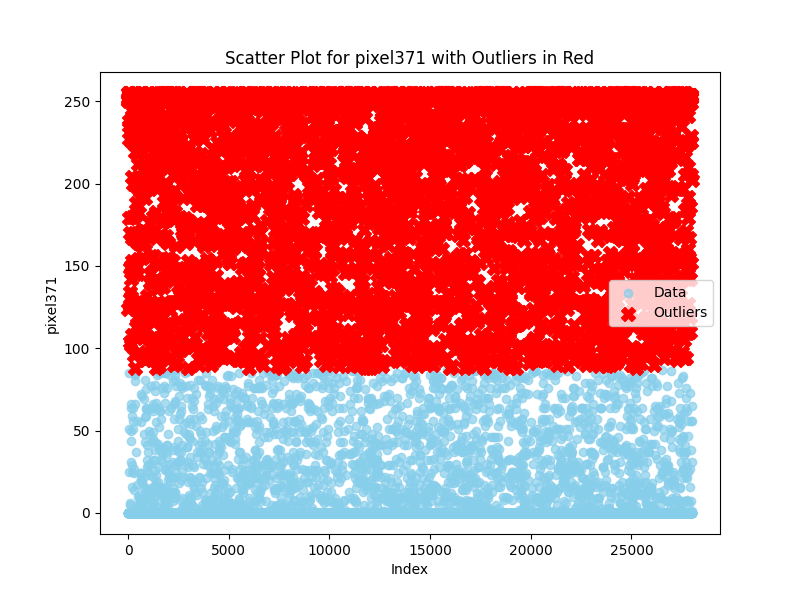 Scatter Plot for pixel371 with Outliers in Red
250
200
150
100
50
0
pixel371
Data
Outliers
0 5000 10000 15000 20000 25000
Index